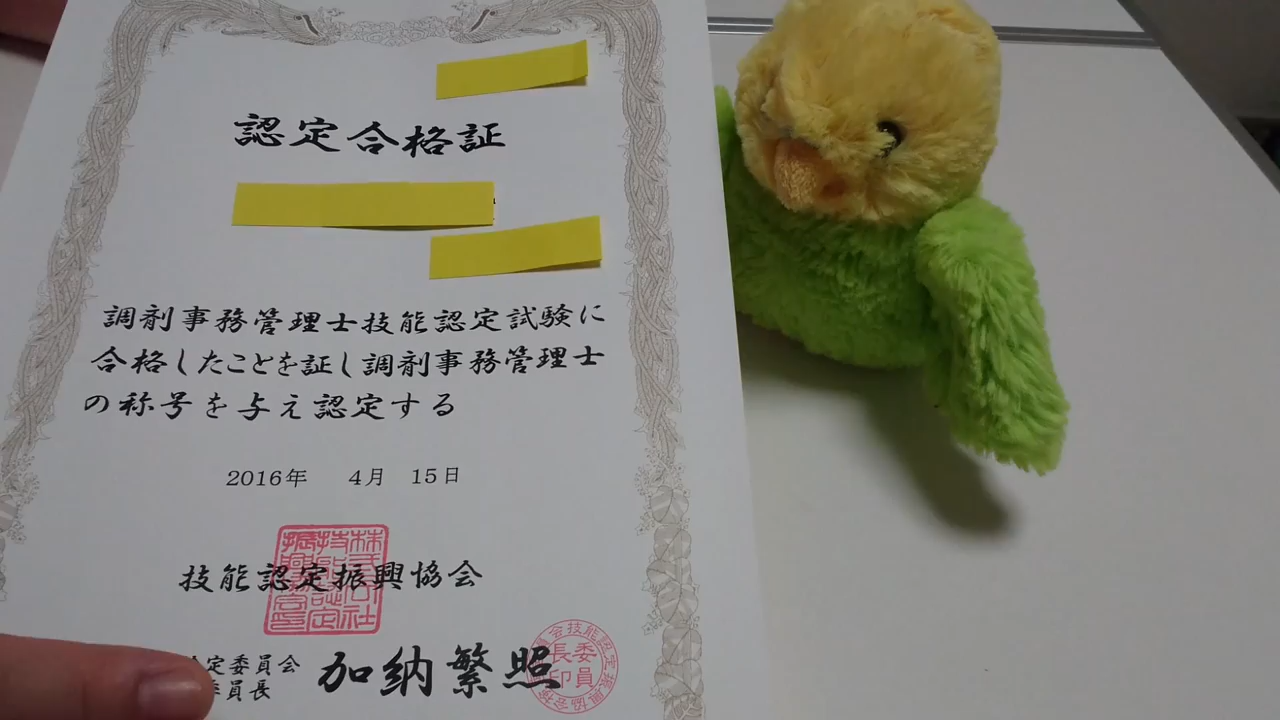 認定合格証
調剤事務管理士技能認定試験に
合格したことを証し調剤事務管理士
の称号を与え認定する
2016年 4月 15日
技能認定振興協会
定委員会
員長
加納繁照